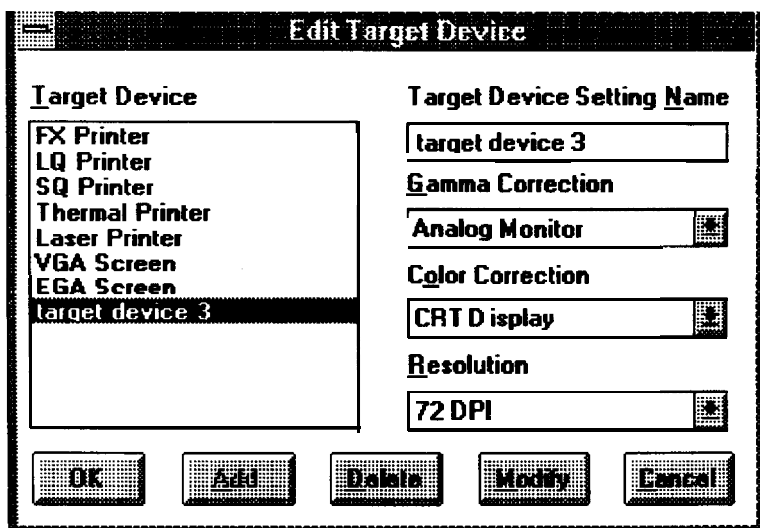 Edit Target Device
Target Device
FX Printer
LQ Printer
SQ Printer
Thermal Printer
Laser Printer
VGA Screen
EGA Screen
target device 3
Target Device Setting Name
target device 3
Gamma Correction
Analog Monitor
Color Correction
CRT D isplay
Resolution
72 DPI
OK
Add
Delete
Modify
Cancel